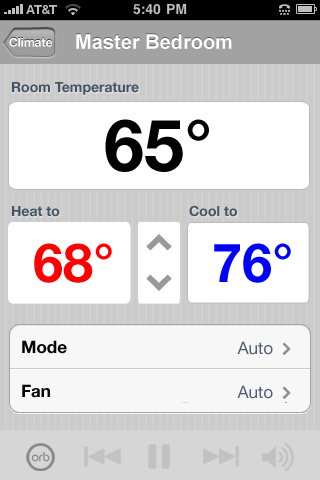 AT&T 5:40 PM
Climate Master Bedroom
Room Temperature
65°
Heat to Cool to
68° 76°
Mode Auto
Fan Auto
orb